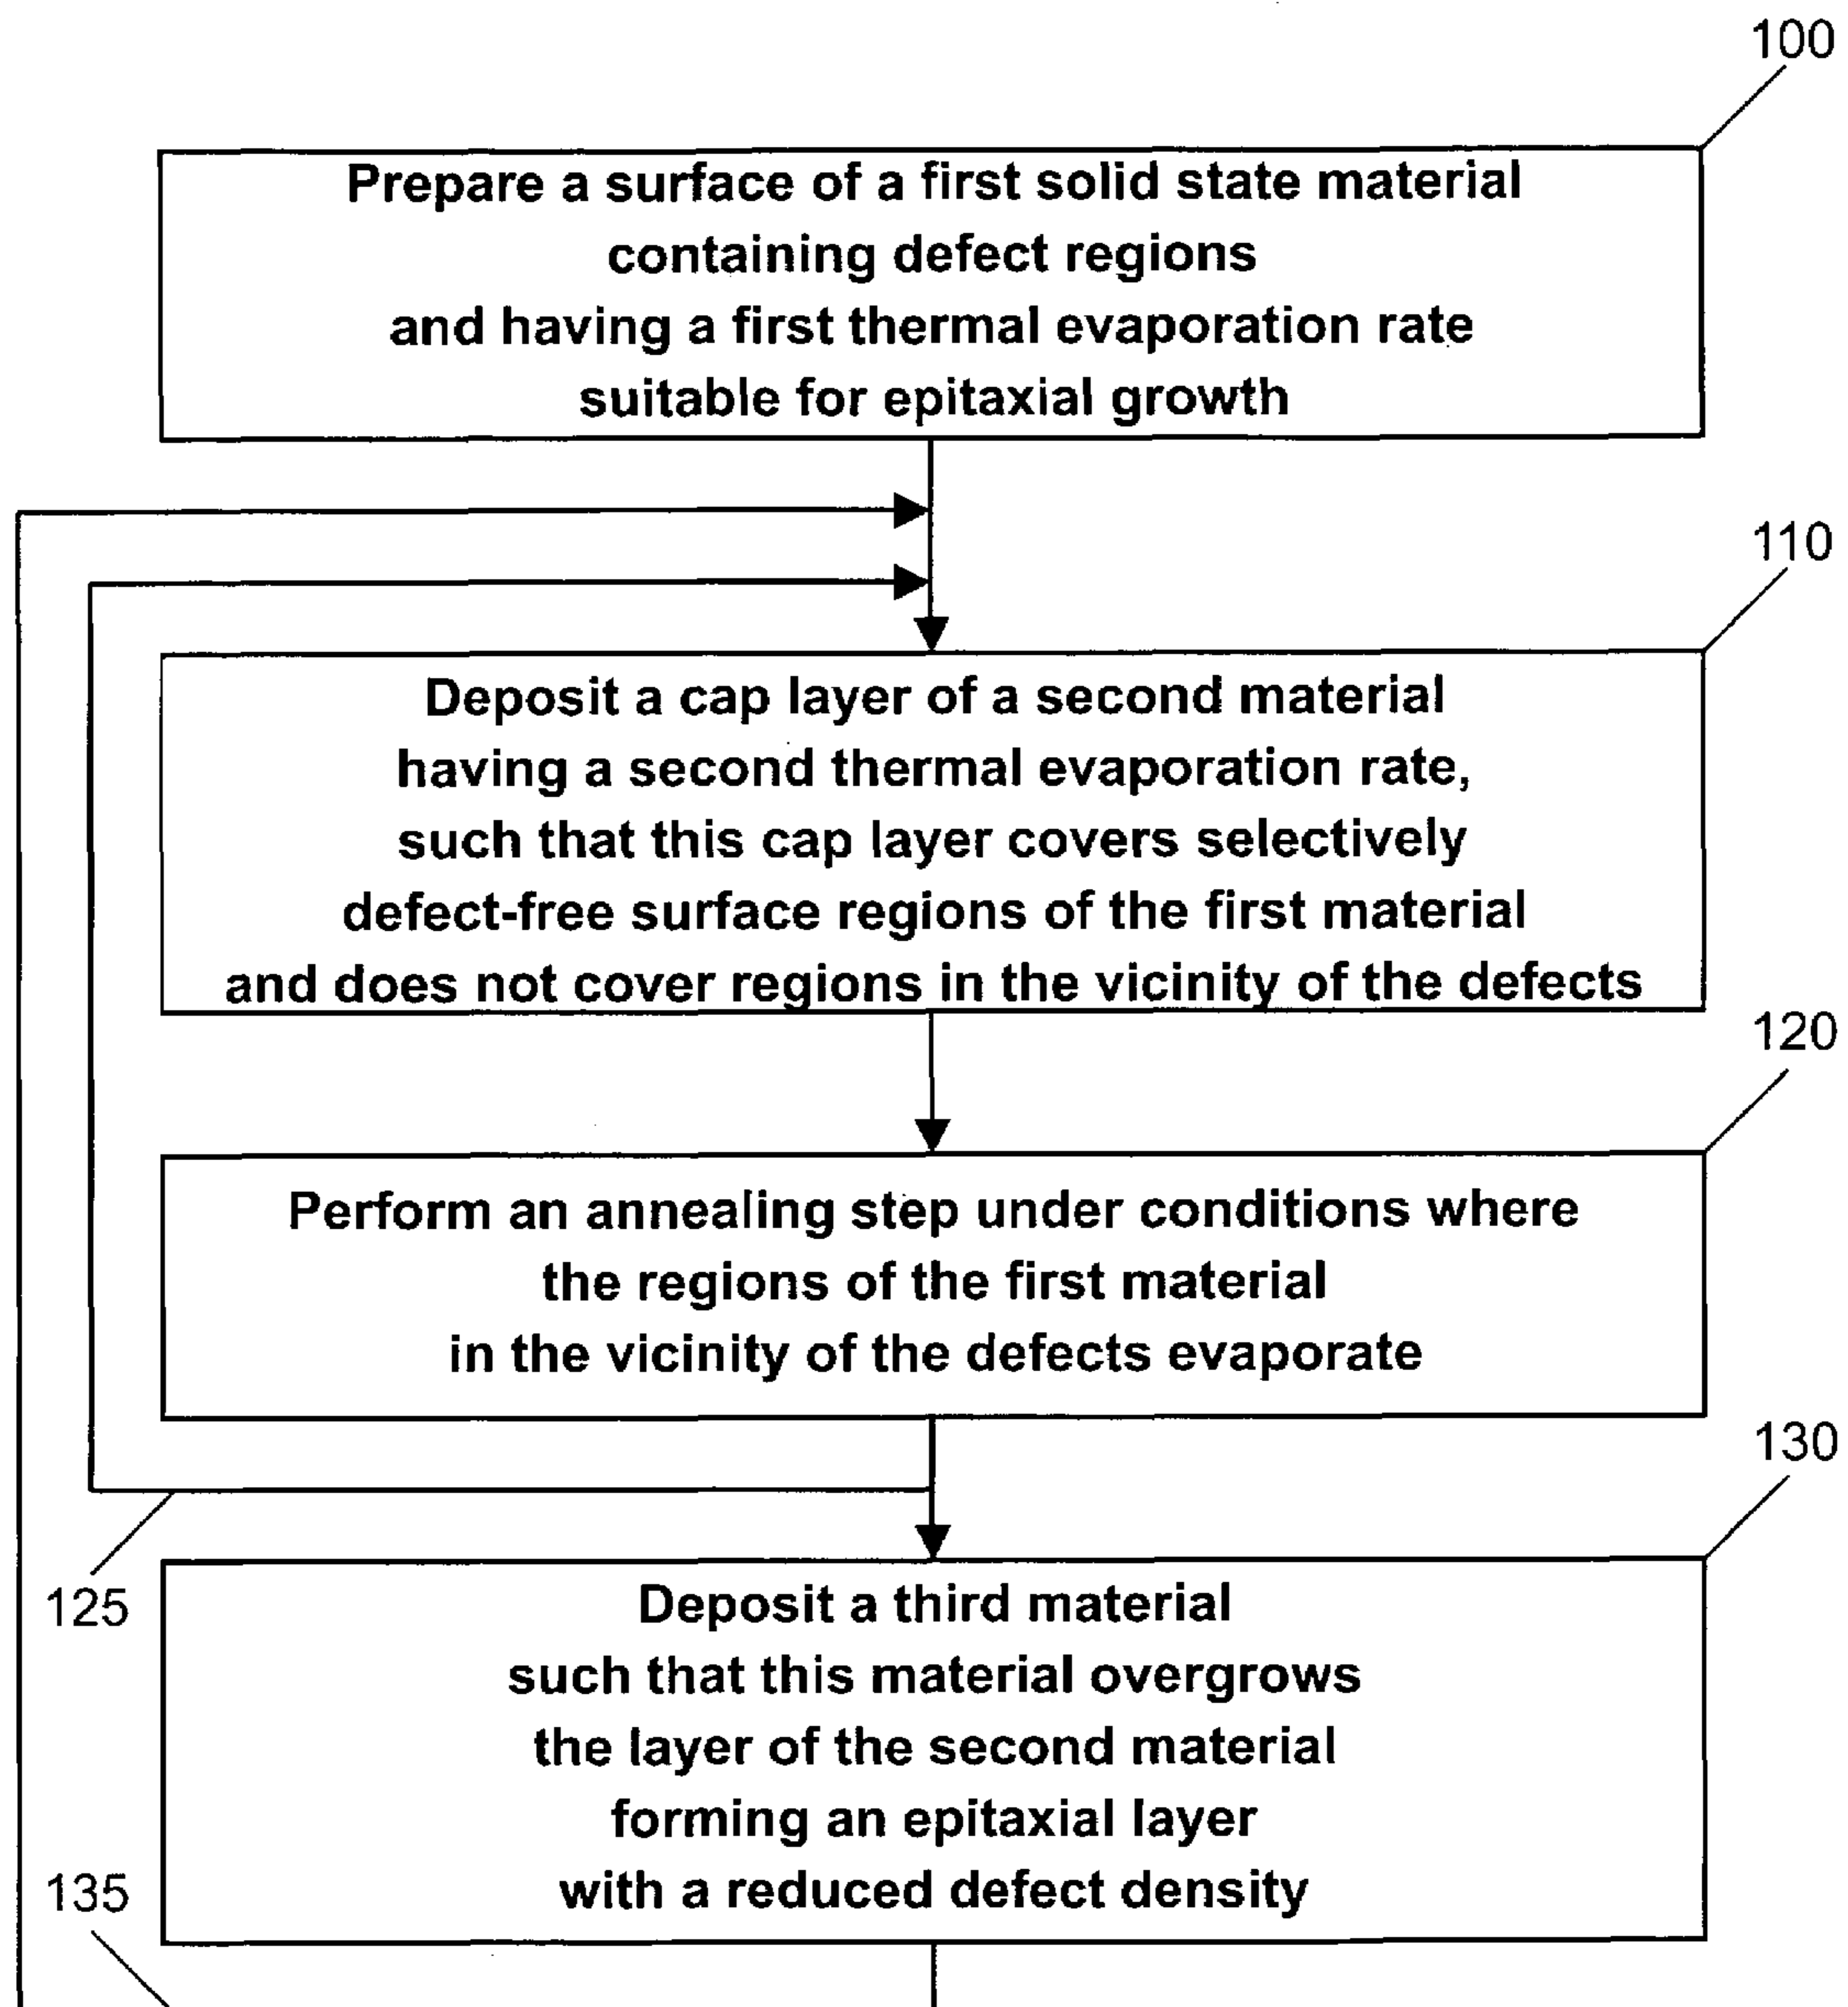 100
Prepare a surface of a first solid state material
containing defect regions
and having a first thermal evaporation rate
suitable for epitaxial growth
110
Deposit a cap layer of a second material
having a second thermal evaporation rate,
such that this cap layer covers selectively
defect-free surface regions of the first material
and does not cover regions in the vicinity of the defects
120
Perform an annealing step under conditions where
the regions of the first material
in the vicinity of the defects evaporate
130
125
Deposit a third material
such that this material overgrows
the layer of the second material
forming an epitaxial layer
with a reduced defect density
135